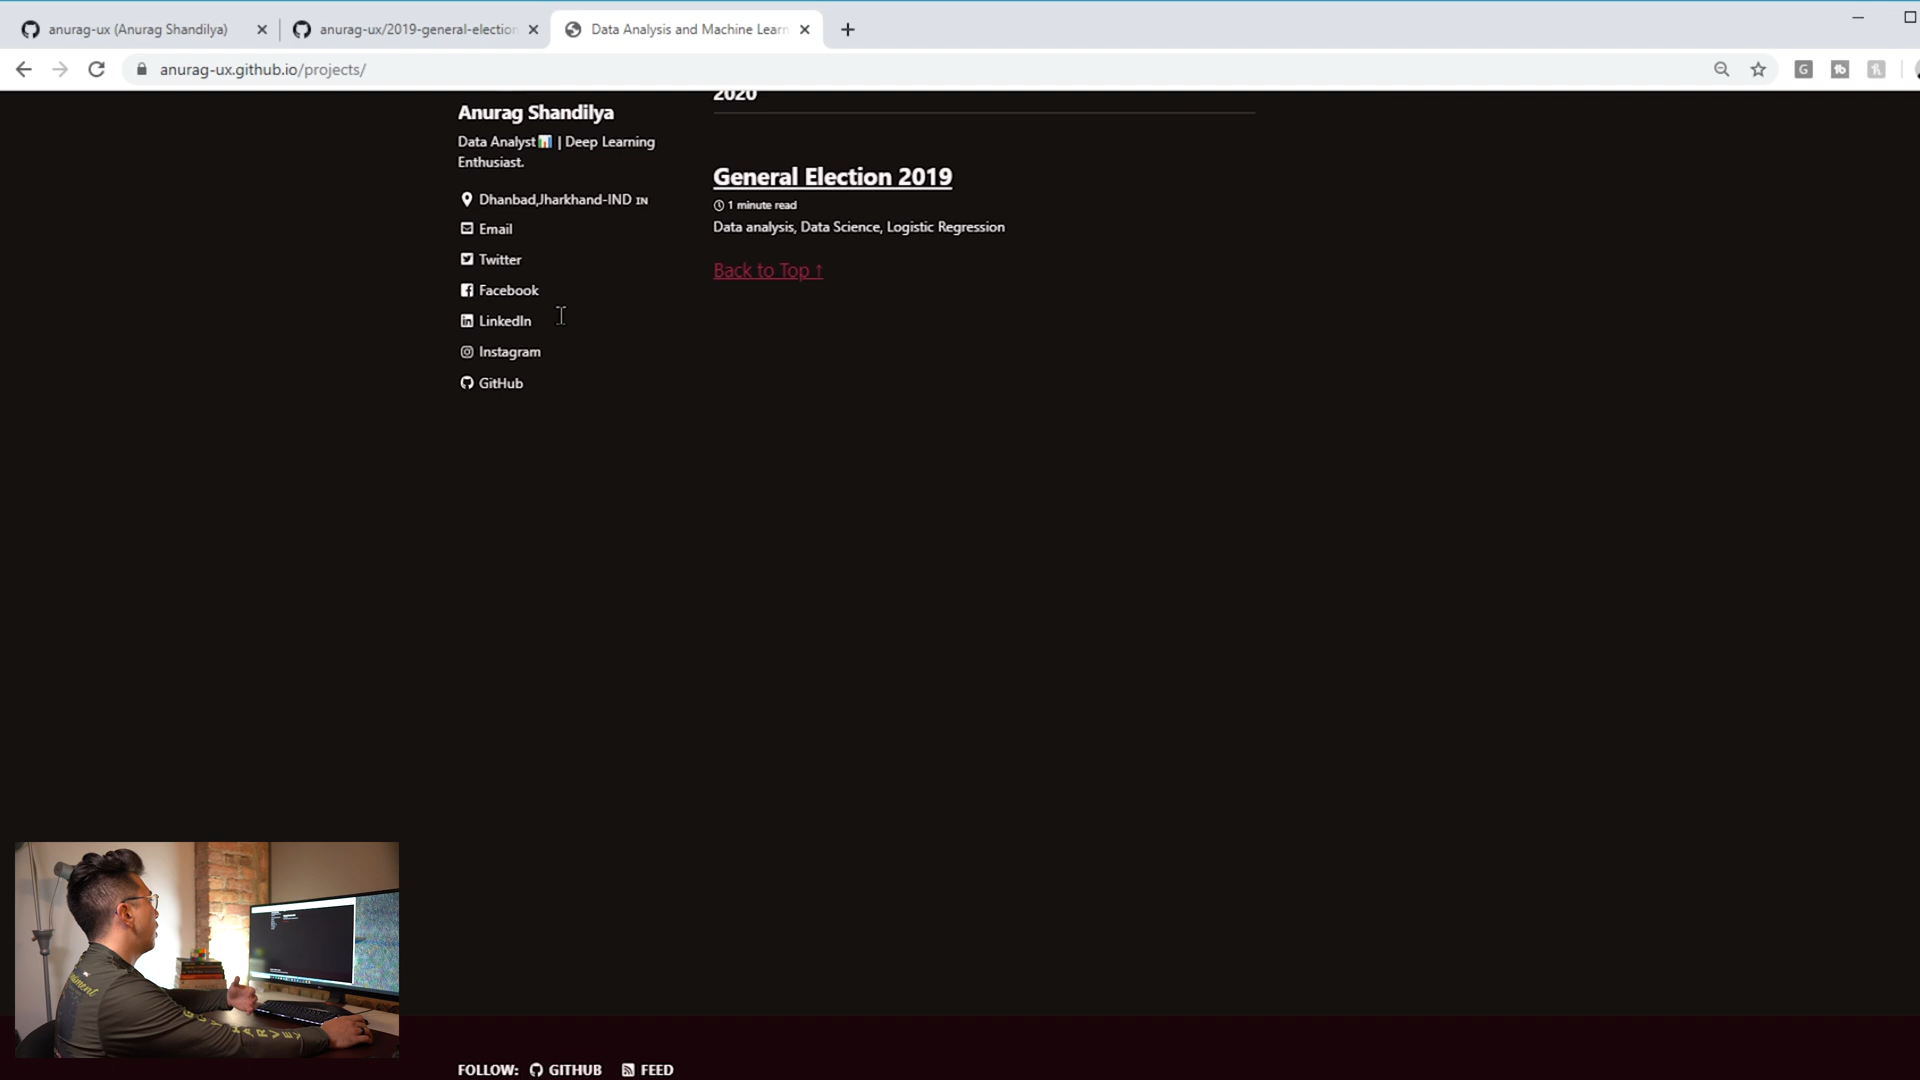 anurag-ux (Anurag Shandilya)
anurag-ux/2019-general-election
Data Analysis and Machine Learn
anurag-ux.github.io/projects/
2020
Anurag Shandilya
Data Analyst📊 | Deep Learning
Enthusiast.
Dhanbad,Jharkhand-IND IN
Email
Twitter
Facebook
LinkedIn
Instagram
GitHub
General Election 2019
1 minute read
Data analysis, Data Science, Logistic Regression
Back to Top ↑
FOLLOW: GITHUB FEED